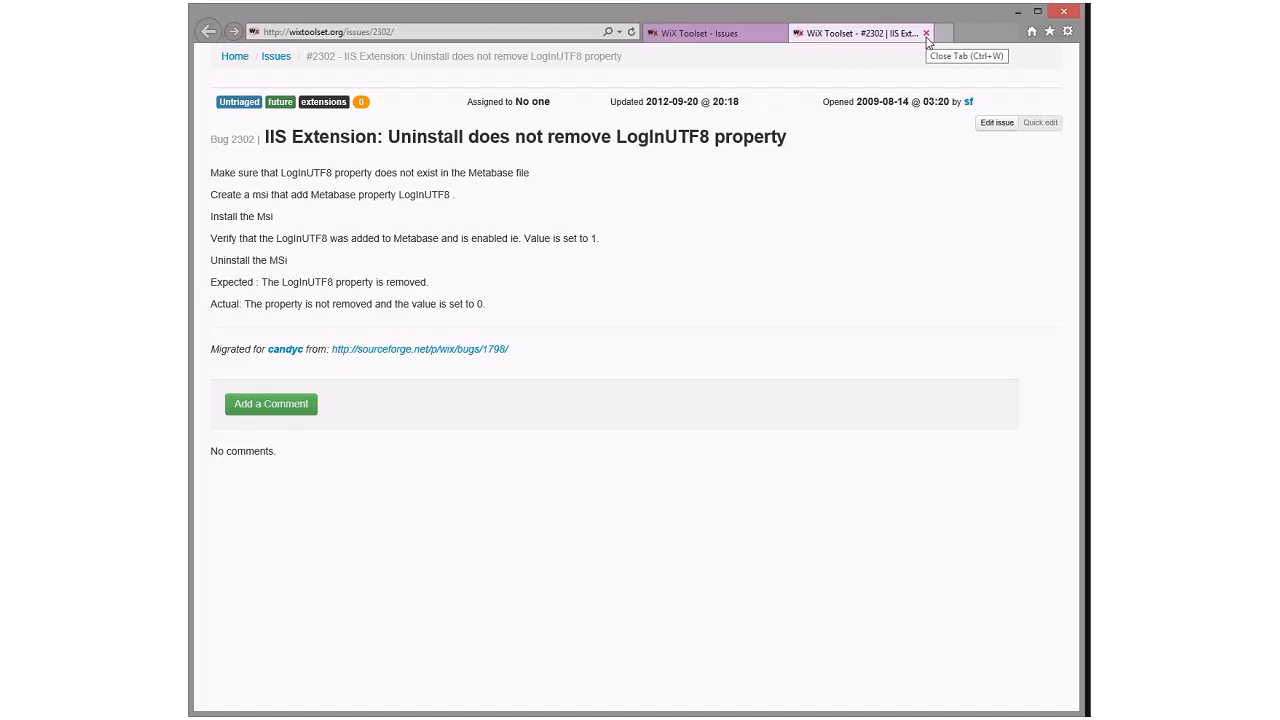 http://wixtoolset.org/issues/2302/
WiX Toolset - Issues
WiX Toolset - #2302 | IIS Ext...
Close Tab (Ctrl+W)
Home / Issues / #2302 - IIS Extension: Uninstall does not remove LogInUTF8 property
Untriaged future extensions 0 Assigned to No one Updated 2012-09-20 @ 20:18 Opened 2009-08-14 @ 03:20 by sf
Edit issue Quick edit
Bug 2302 | IIS Extension: Uninstall does not remove LogInUTF8 property
Make sure that LogInUTF8 property does not exist in the Metabase file
Create a msi that add Metabase property LogInUTF8 .
Install the Msi
Verify that the LogInUTF8 was added to Metabase and is enabled ie. Value is set to 1.
Uninstall the MSi
Expected : The LogInUTF8 property is removed.
Actual: The property is not removed and the value is set to 0.
Migrated for candyc from: http://sourceforge.net/p/wix/bugs/1798/
Add a Comment
No comments.